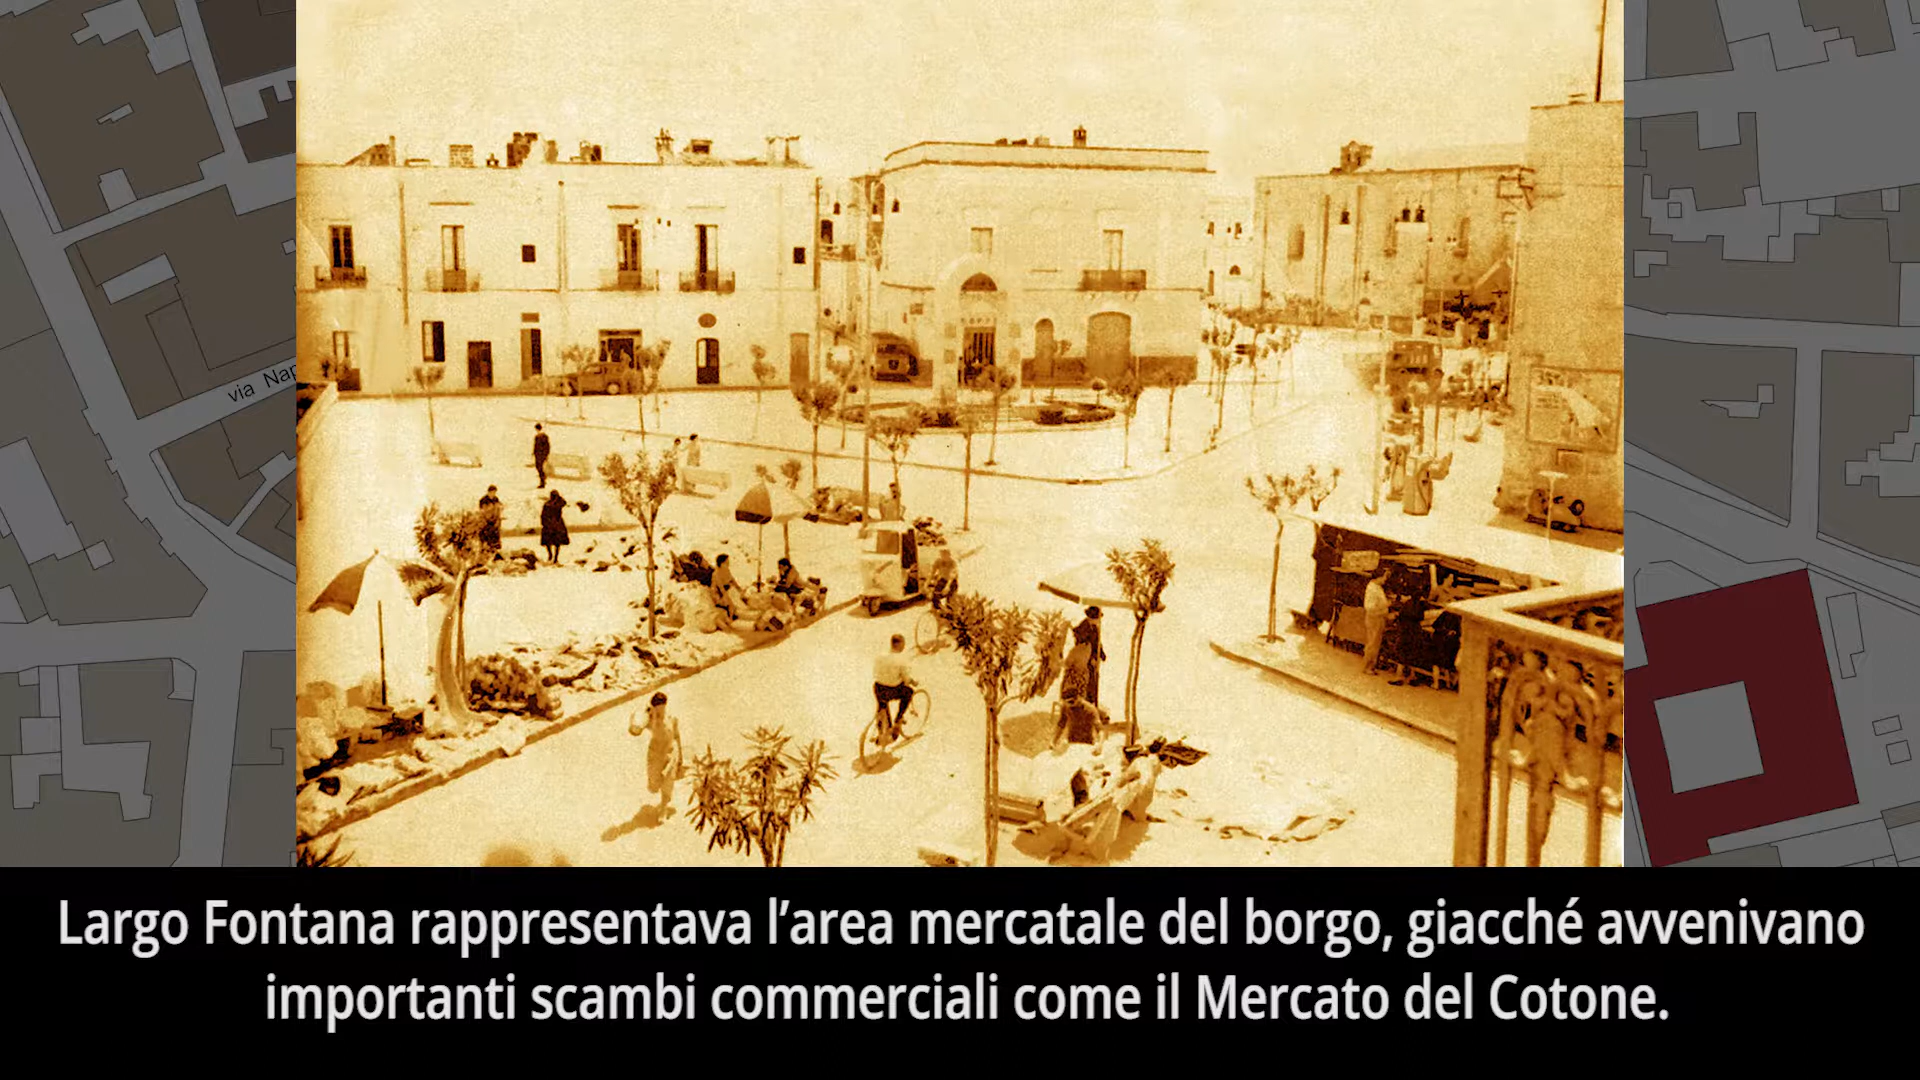 via Nap
Largo Fontana rappresentava l’area mercatale del borgo, giacché avvenivano
importanti scambi commerciali come il Mercato del Cotone.